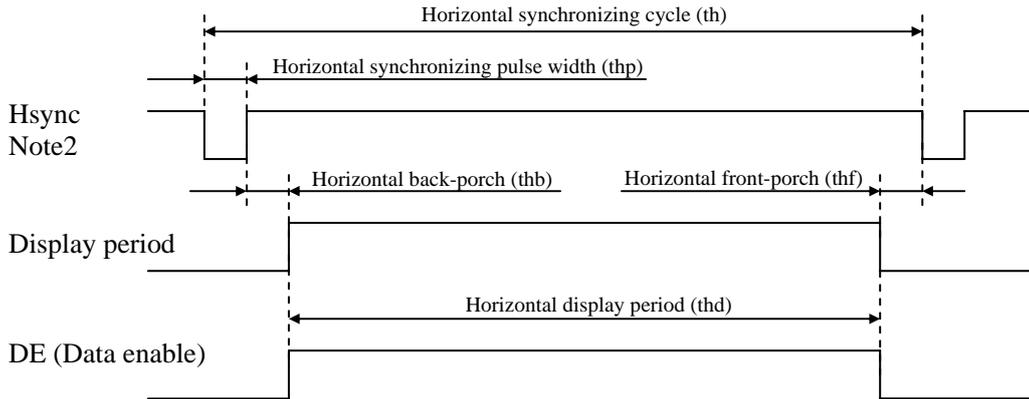 Horizontal synchronizing cycle (th)
Horizontal synchronizing pulse width (thp)
Hsync
Note2
Horizontal back-porch (thb)
Horizontal front-porch (thf)
Display period
Horizontal display period (thd)
DE (Data enable)